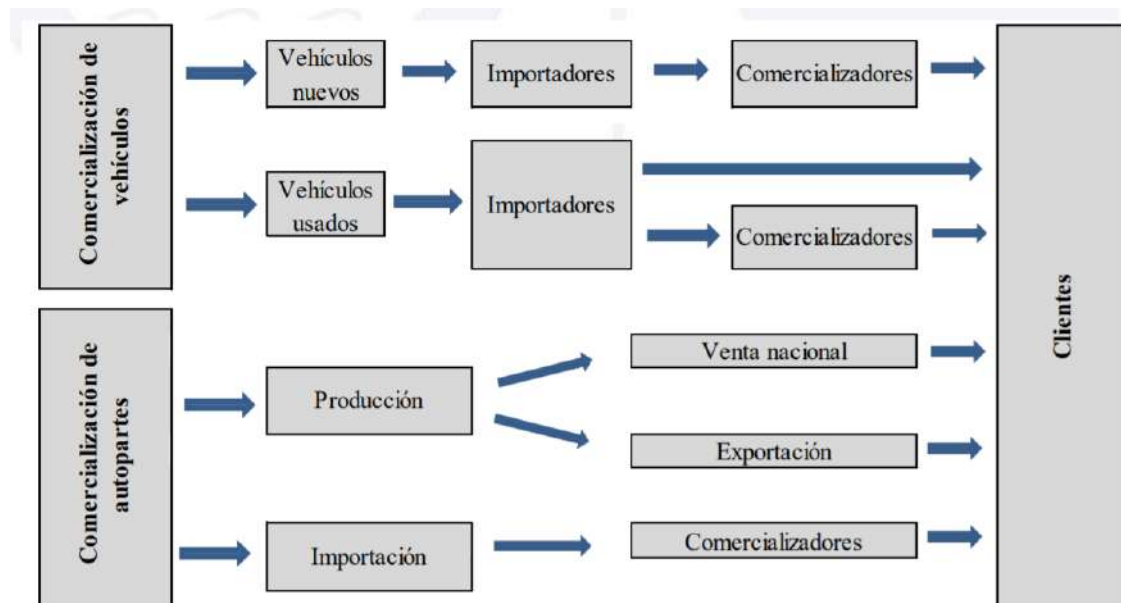 Comercialización de
vehículos
Vehículos
nuevos
Importadores
Comercializadores
Vehículos
usados
Importadores
Comercializadores
Comercialización de
autopartes
Producción
Venta nacional
Exportación
Importación
Comercializadores
Clientes